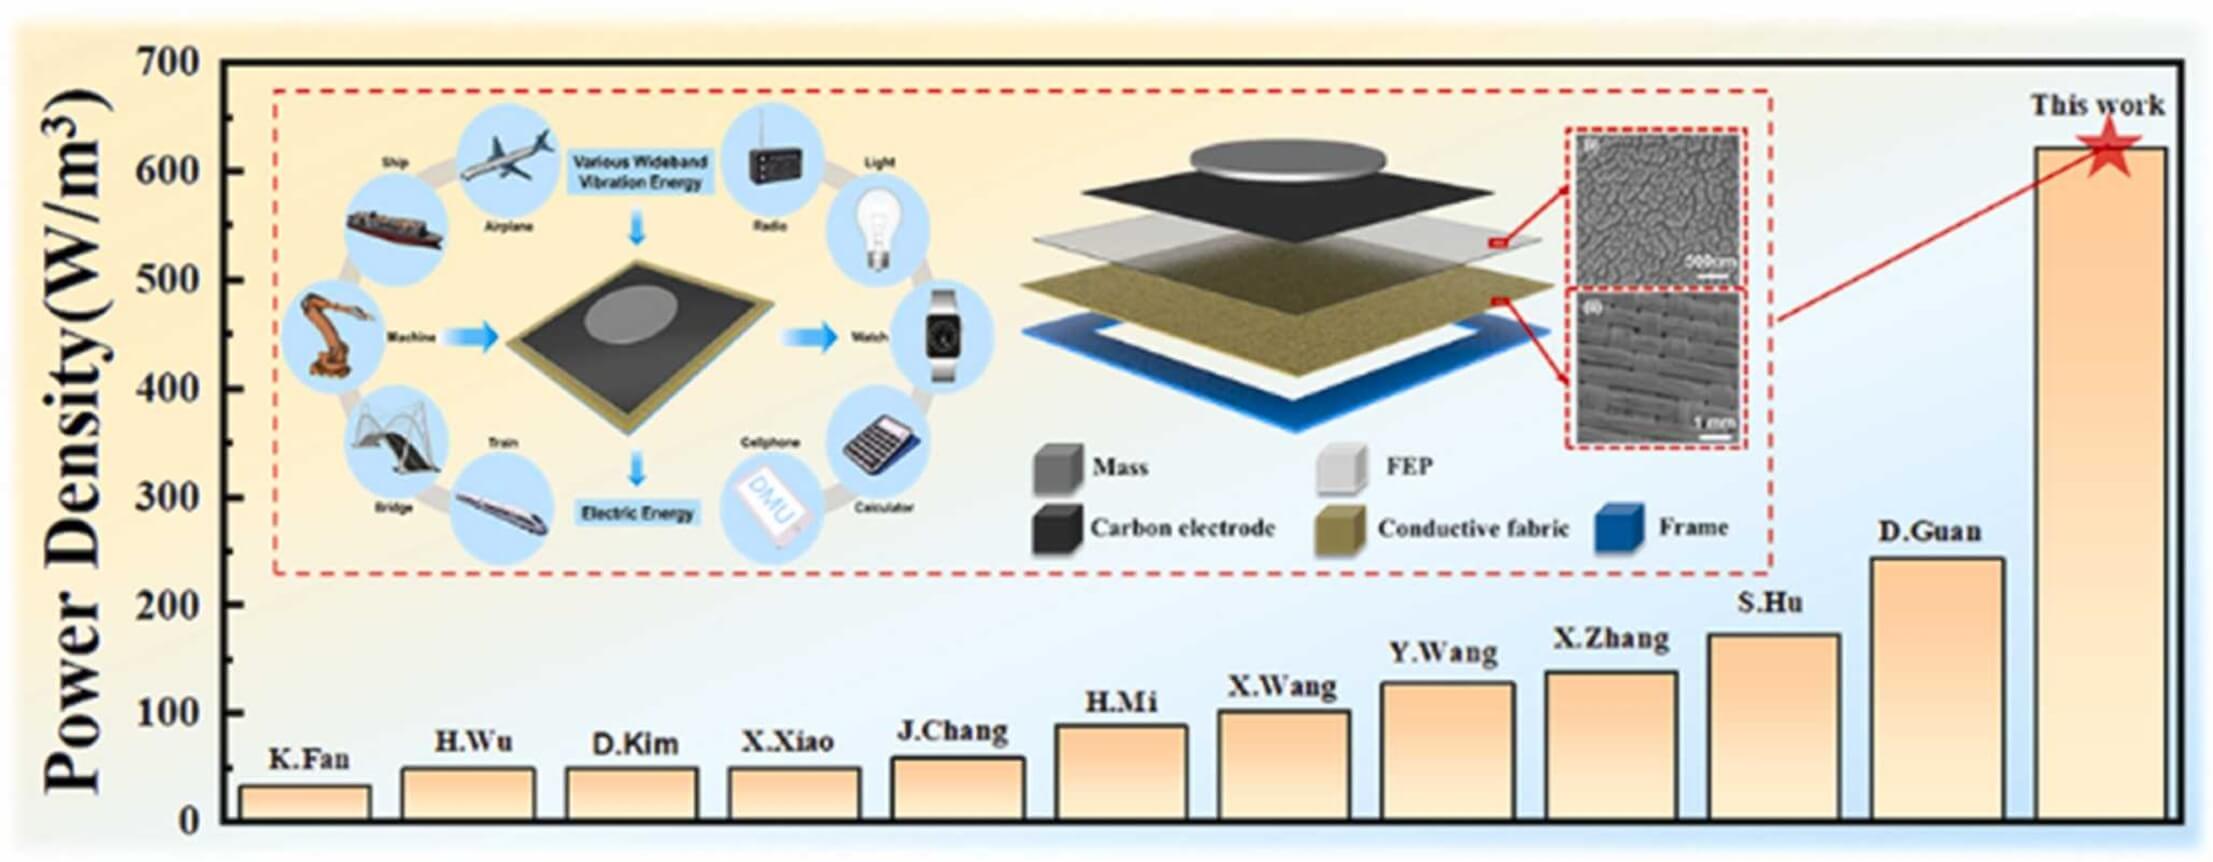 Power Density(W/m³)
700
600
500
400
300
200
100
0
Ship
Airplane
Various Wideband
Vibration Energy
Radio
Light
Machine
Watch
Bridge
Train
Electric Energy
Cellphone
DMU
Calculator
(i)
500nm
(ii)
1 mm
Mass
FEP
Carbon electrode
Conductive fabric
Frame
K.Fan
H.Wu
D.Kim
X.Xiao
J.Chang
H.Mi
X.Wang
Y.Wang
X.Zhang
S.Hu
D.Guan
This work